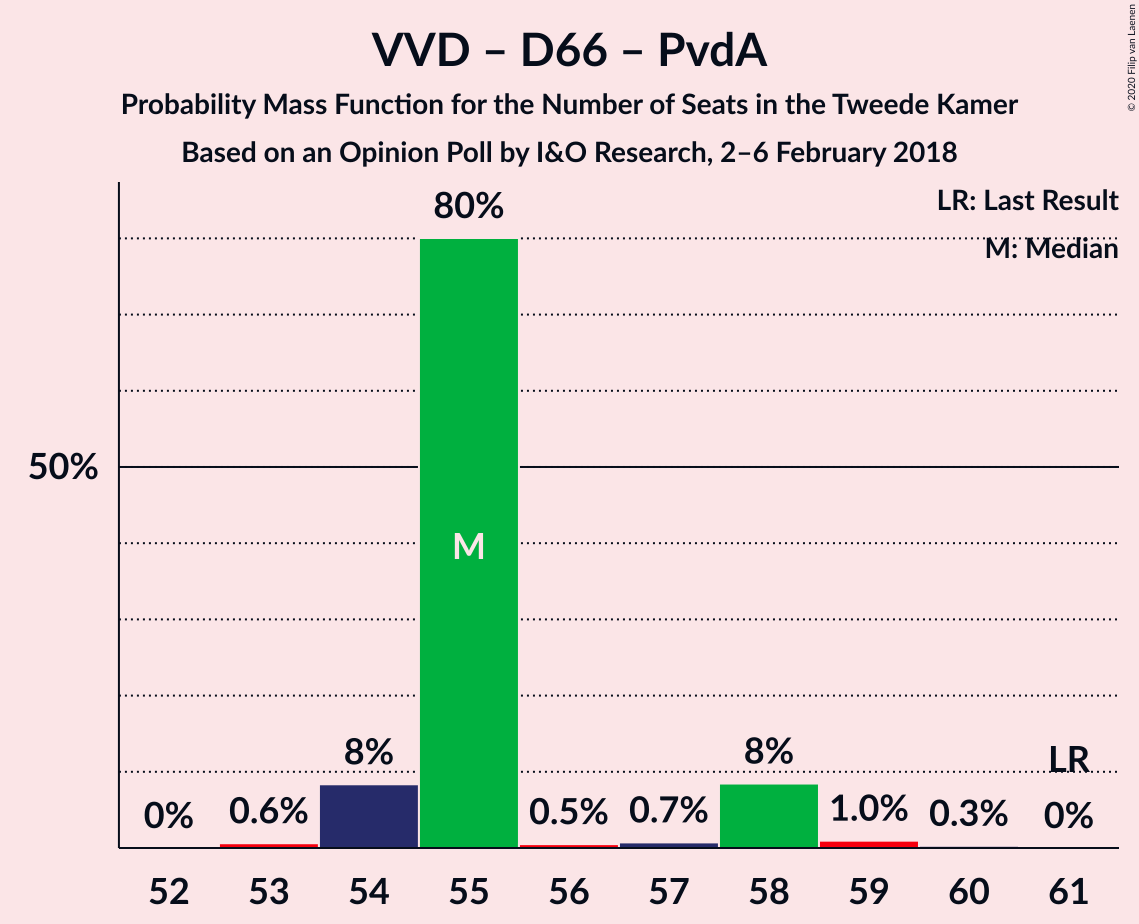 VVD – D66 – PvdA
Probability Mass Function for the Number of Seats in the Tweede Kamer
Based on an Opinion Poll by I&O Research, 2–6 February 2018
© 2020 Filip van Laenen
LR: Last Result
M: Median
80%
50%
M
8%
8%
LR
0%
0.6%
0.5%
0.7%
1.0%
0.3%
0%
52 53 54 55 56 57 58 59 60 61